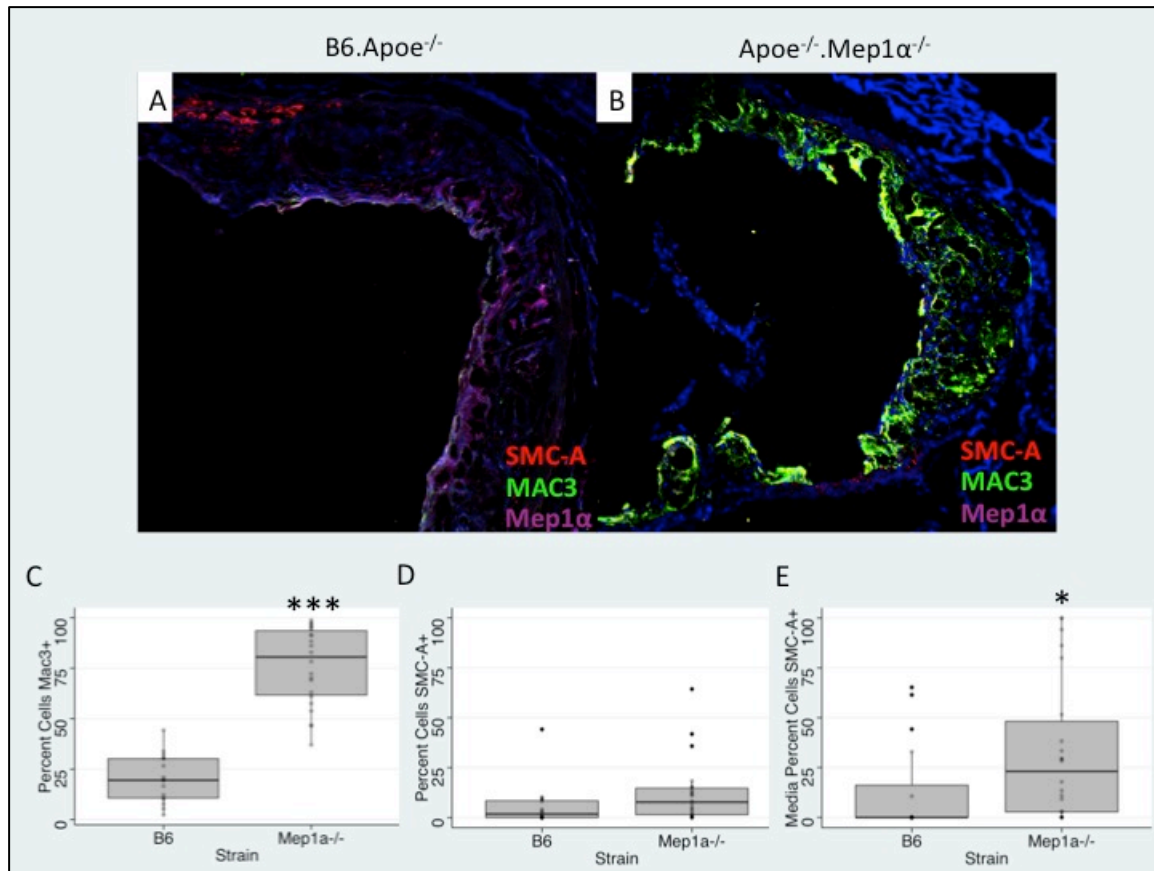 B6.Apoe-/-
Apoe-/-.Mep1α-/-
A
B
SMC-A
MAC3
Mep1α
SMC-A
MAC3
Mep1α
C
D
E
***
*
Percent Cells Mac3+
100
75
50
25
0
B6
Mep1a-/-
Strain
Percent Cells SMC-A+
100
75
50
25
0
B6
Mep1a-/-
Strain
Media Percent Cells SMC-A+
100
75
50
25
0
B6
Mep1a-/-
Strain